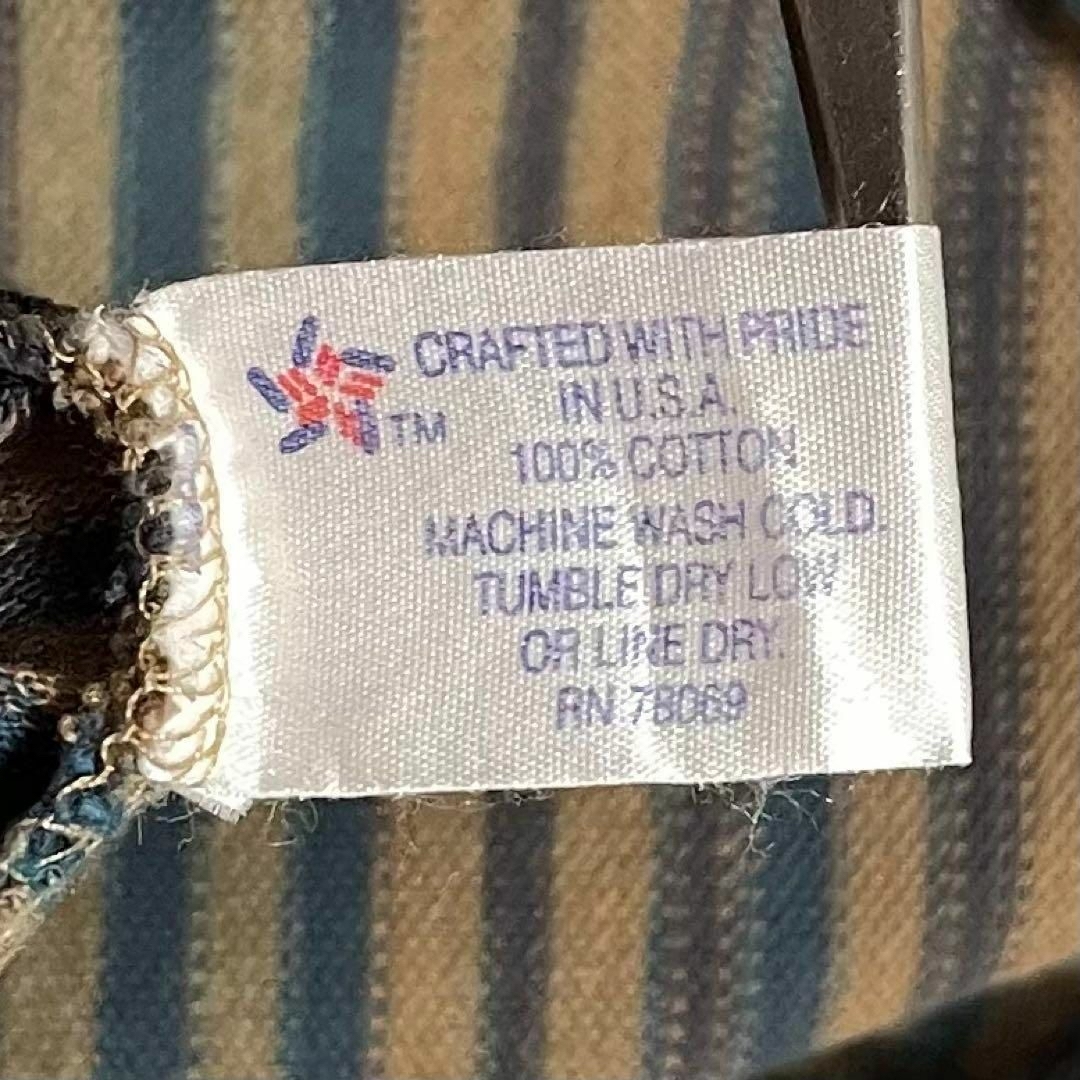 CRAFTED WITH PRIDE
IN U.S.A.
TM
100% COTTON
MACHINE WASH COLD.
TUMBLE DRY LOW
OR LINE DRY.
RN 78069